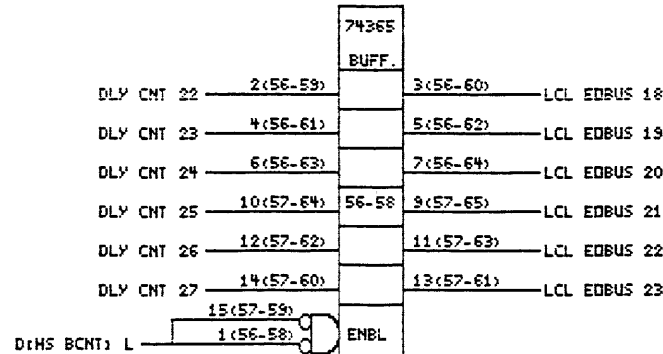 74365
BUFF.
DLY CNT 22 2(56-59) 3(56-60) LCL EDBUS 18
DLY CNT 23 4(56-61) 5(56-62) LCL EDBUS 19
DLY CNT 24 6(56-63) 7(56-64) LCL EDBUS 20
DLY CNT 25 10(57-64) 56-58 9(57-65) LCL EDBUS 21
DLY CNT 26 12(57-62) 11(57-63) LCL EDBUS 22
DLY CNT 27 14(57-60) 13(57-61) LCL EDBUS 23
15(57-59)
D[HS BCNT] L 1(56-58) ENBL